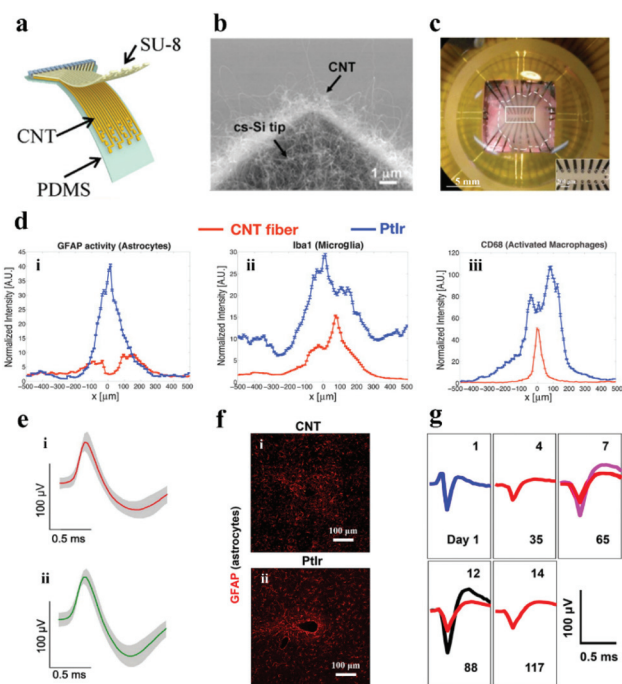 a
SU-8
CNT
PDMS
b
CNT
cs-Si tip
1 μm
c
5 mm
d
CNT fiber
PtIr
GFAP activity (Astrocytes)
i
Normalized Intensity [A.U.]
45
40
35
30
25
20
15
10
5
0
−500 −400 −300 −200 −100 0 100 200 300 400 500
x [μm]
Iba1 (Microglia)
ii
Normalized Intensity [A.U.]
30
25
20
15
10
5
0
−500 −400 −300 −200 −100 0 100 200 300 400 500
x [μm]
CD68 (Activated Macrophages)
iii
Normalized Intensity [A.U.]
120
100
80
60
40
20
0
−500 −400 −300 −200 −100 0 100 200 300 400 500
x [μm]
e
i
100 μV
0.5 ms
ii
100 μV
0.5 ms
f
CNT
i
100 μm
PtIr
ii
100 μm
GFAP (astrocytes)
g
1
Day 1
4
35
7
65
12
88
14
117
100 μV
0.5 ms